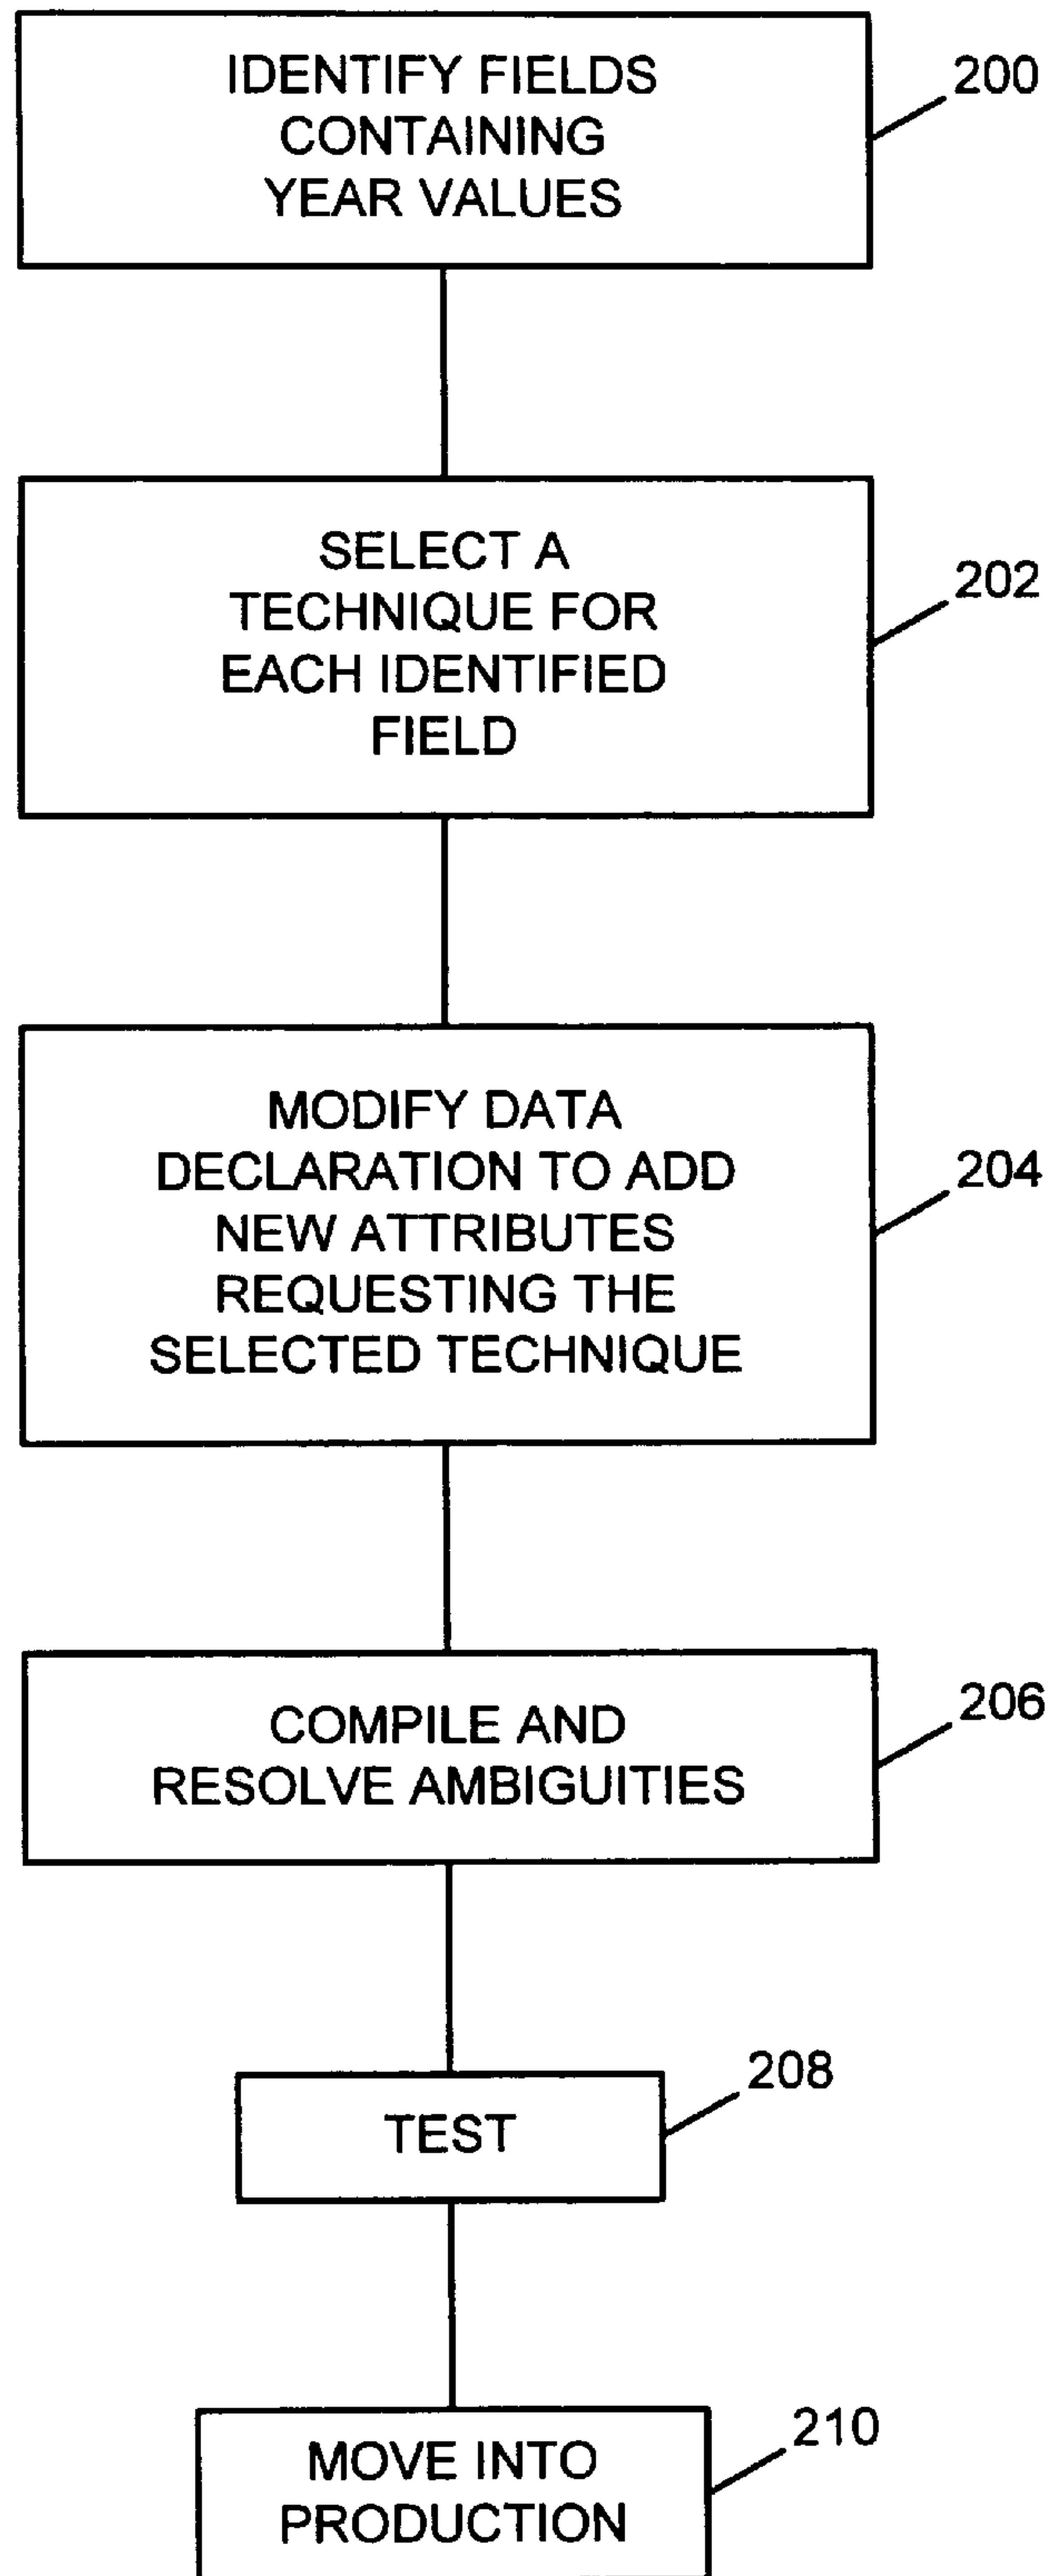 IDENTIFY FIELDS
CONTAINING
YEAR VALUES
200
SELECT A
TECHNIQUE FOR
EACH IDENTIFIED
FIELD
202
MODIFY DATA
DECLARATION TO ADD
NEW ATTRIBUTES
REQUESTING THE
SELECTED TECHNIQUE
204
COMPILE AND
RESOLVE AMBIGUITIES
206
TEST
208
MOVE INTO
PRODUCTION
210